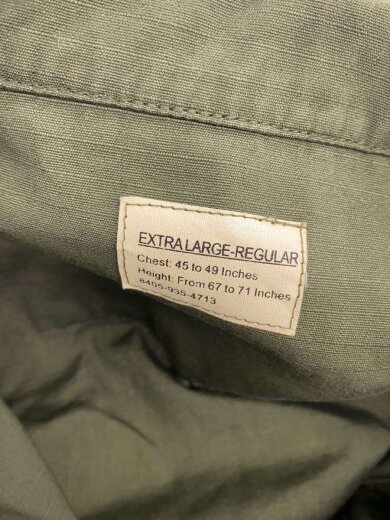 EXTRA LARGE-REGULAR
Chest: 45 to 49 Inches
Height: From 67 to 71 Inches
8405-935-4713